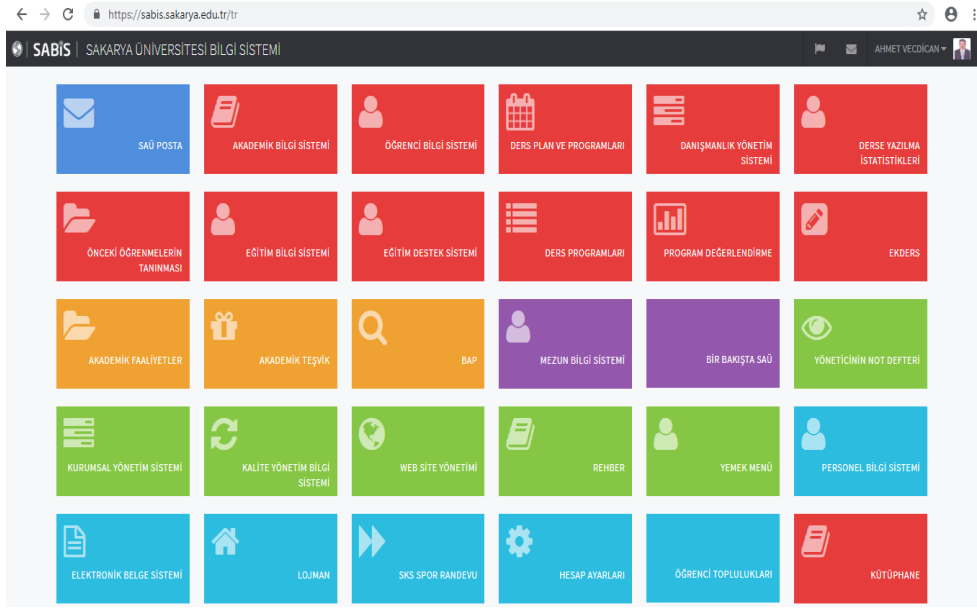 https://sabis.sakarya.edu.tr/tr
SABİS | SAKARYA ÜNİVERSİTESİ BİLGİ SİSTEMİ
AHMET VECDİCAN
SAÜ POSTA
AKADEMİK BİLGİ SİSTEMİ
ÖĞRENCİ BİLGİ SİSTEMİ
DERS PLAN VE PROGRAMLARI
DANIŞMANLIK YÖNETİM
SİSTEMİ
DERSE YAZILMA
İSTATİSTİKLERİ
ÖNCEKİ ÖĞRENMELERİN
TANINMASI
EĞİTİM BİLGİ SİSTEMİ
EĞİTİM DESTEK SİSTEMİ
DERS PROGRAMLARI
PROGRAM DEĞERLENDİRME
EKDERS
AKADEMİK FAALİYETLER
AKADEMİK TEŞVİK
BAP
MEZUN BİLGİ SİSTEMİ
BİR BAKIŞTA SAÜ
YÖNETİCİNİN NOT DEFTERİ
KURUMSAL YÖNETİM SİSTEMİ
KALİTE YÖNETİM BİLGİ
SİSTEMİ
WEB SİTE YÖNETİMİ
REHBER
YEMEK MENÜ
PERSONEL BİLGİ SİSTEMİ
ELEKTRONİK BELGE SİSTEMİ
LOJMAN
SKS SPOR RANDEVU
HESAP AYARLARI
ÖĞRENCİ TOPLULUKLARI
KÜTÜPHANE